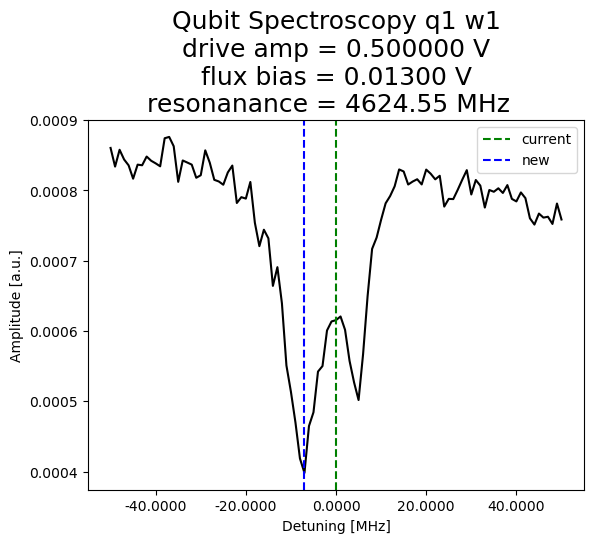 Qubit Spectroscopy q1 w1
drive amp = 0.500000 V
flux bias = 0.01300 V
resonanance = 4624.55 MHz
current
new
0.0009
0.0008
0.0007
0.0006
0.0005
0.0004
Amplitude [a.u.]
-40.0000 -20.0000 0.0000 20.0000 40.0000
Detuning [MHz]